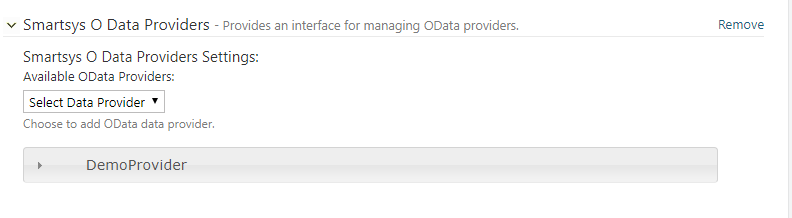 Smartsys O Data Providers - Provides an interface for managing OData providers. Remove
Smartsys O Data Providers Settings:
Available OData Providers:
Select Data Provider
Choose to add OData data provider.
DemoProvider